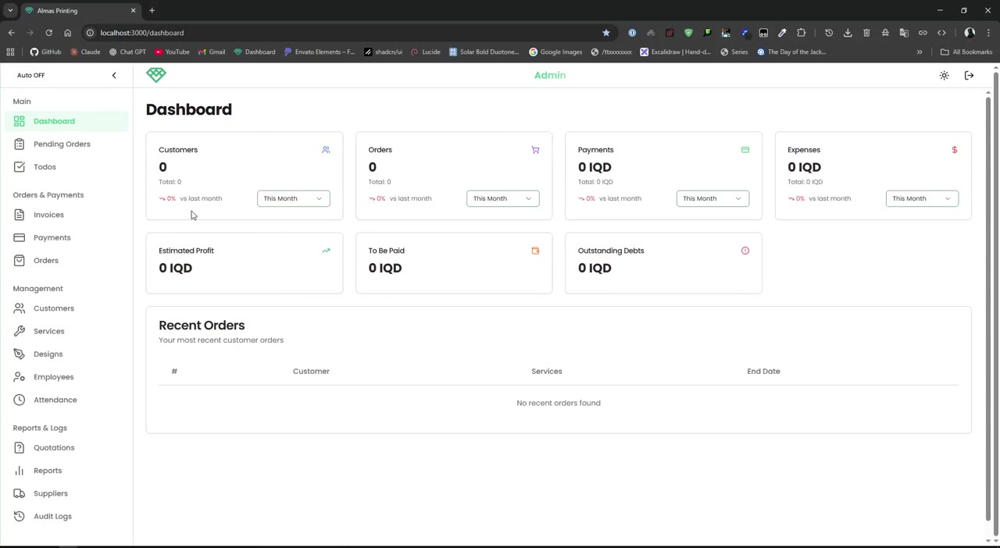 Almas Printing
localhost:3000/dashboard
GitHub Claude Chat GPT YouTube Gmail Dashboard Envato Elements – F... shadcn/ui Lucide Solar Bold Duotone... Google Images /ttxxxxxxx Excalidraw | Hand-d... Series The Day of the Jack... » All Bookmarks
Auto OFF
Admin
Main
Dashboard
Pending Orders
Todos
Orders & Payments
Invoices
Payments
Orders
Management
Customers
Services
Designs
Employees
Attendance
Reports & Logs
Quotations
Reports
Suppliers
Audit Logs
Dashboard
Customers
0
Total: 0
0% vs last month This Month
Orders
0
Total: 0
0% vs last month This Month
Payments
0 IQD
Total: 0 IQD
0% vs last month This Month
Expenses
0 IQD
Total: 0 IQD
0% vs last month This Month
Estimated Profit
0 IQD
To Be Paid
0 IQD
Outstanding Debts
0 IQD
Recent Orders
Your most recent customer orders
# Customer Services End Date
No recent orders found